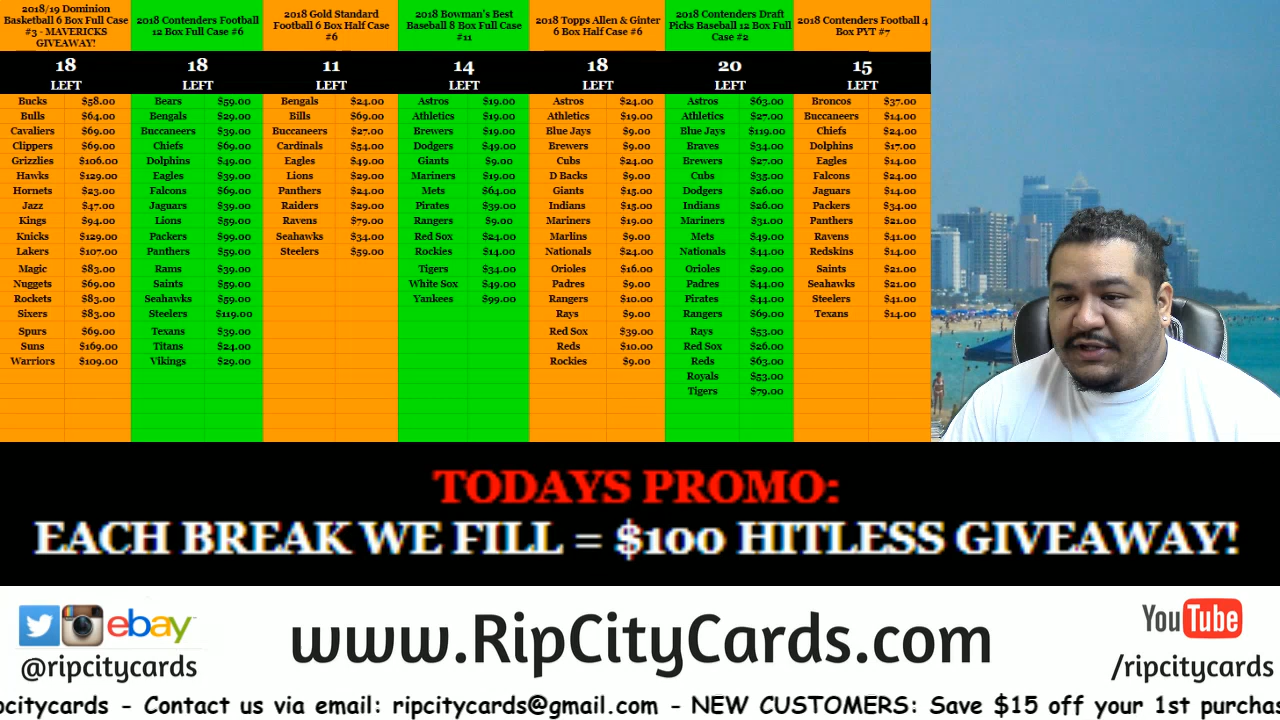 2018/19 Dominion
Basketball 6 Box Full Case
#3 - MAVERICKS
GIVEAWAY!
18
LEFT
Bucks $58.00
Bulls $64.00
Cavaliers $69.00
Clippers $69.00
Grizzlies $106.00
Hawks $129.00
Hornets $23.00
Jazz $47.00
Kings $94.00
Knicks $129.00
Lakers $107.00
Magic $83.00
Nuggets $69.00
Rockets $83.00
Sixers $83.00
Spurs $69.00
Suns $169.00
Warriors $109.00
2018 Contenders Football
12 Box Full Case #6
18
LEFT
Bears $59.00
Bengals $29.00
Buccaneers $39.00
Chiefs $69.00
Dolphins $49.00
Eagles $39.00
Falcons $69.00
Jaguars $39.00
Lions $59.00
Packers $99.00
Panthers $59.00
Rams $39.00
Saints $59.00
Seahawks $59.00
Steelers $119.00
Texans $39.00
Titans $24.00
Vikings $29.00
2018 Gold Standard
Football 6 Box Half Case
#6
11
LEFT
Bengals $24.00
Bills $69.00
Buccaneers $27.00
Cardinals $54.00
Eagles $49.00
Lions $29.00
Panthers $24.00
Raiders $29.00
Ravens $79.00
Seahawks $34.00
Steelers $59.00
2018 Bowman's Best
Baseball 8 Box Full Case
#11
14
LEFT
Astros $19.00
Athletics $19.00
Brewers $19.00
Dodgers $49.00
Giants $9.00
Mariners $19.00
Mets $64.00
Pirates $39.00
Rangers $9.00
Red Sox $24.00
Rockies $14.00
Tigers $34.00
White Sox $49.00
Yankees $99.00
2018 Topps Allen & Ginter
6 Box Half Case #6
18
LEFT
Astros $24.00
Athletics $19.00
Blue Jays $9.00
Brewers $9.00
Cubs $24.00
D Backs $9.00
Giants $15.00
Indians $15.00
Mariners $19.00
Marlins $9.00
Nationals $24.00
Orioles $16.00
Padres $9.00
Rangers $10.00
Rays $9.00
Red Sox $39.00
Reds $10.00
Rockies $9.00
2018 Contenders Draft
Picks Baseball 12 Box Full
Case #2
20
LEFT
Astros $63.00
Athletics $27.00
Blue Jays $119.00
Braves $34.00
Brewers $27.00
Cubs $35.00
Dodgers $26.00
Indians $26.00
Mariners $31.00
Mets $49.00
Nationals $44.00
Orioles $29.00
Padres $44.00
Pirates $44.00
Rangers $69.00
Rays $53.00
Red Sox $26.00
Reds $63.00
Royals $53.00
Tigers $79.00
2018 Contenders Football 4
Box PYT #7
15
LEFT
Broncos $37.00
Buccaneers $14.00
Chiefs $24.00
Dolphins $17.00
Eagles $14.00
Falcons $24.00
Jaguars $14.00
Packers $34.00
Panthers $21.00
Ravens $41.00
Redskins $14.00
Saints $21.00
Seahawks $21.00
Steelers $41.00
Texans $14.00
TODAYS PROMO:
EACH BREAK WE FILL = $100 HITLESS GIVEAWAY!
ebay
@ripcitycards
www.RipCityCards.com
YouTube
/ripcitycards
pcitycards - Contact us via email: ripcitycards@gmail.com - NEW CUSTOMERS: Save $15 off your 1st purchas